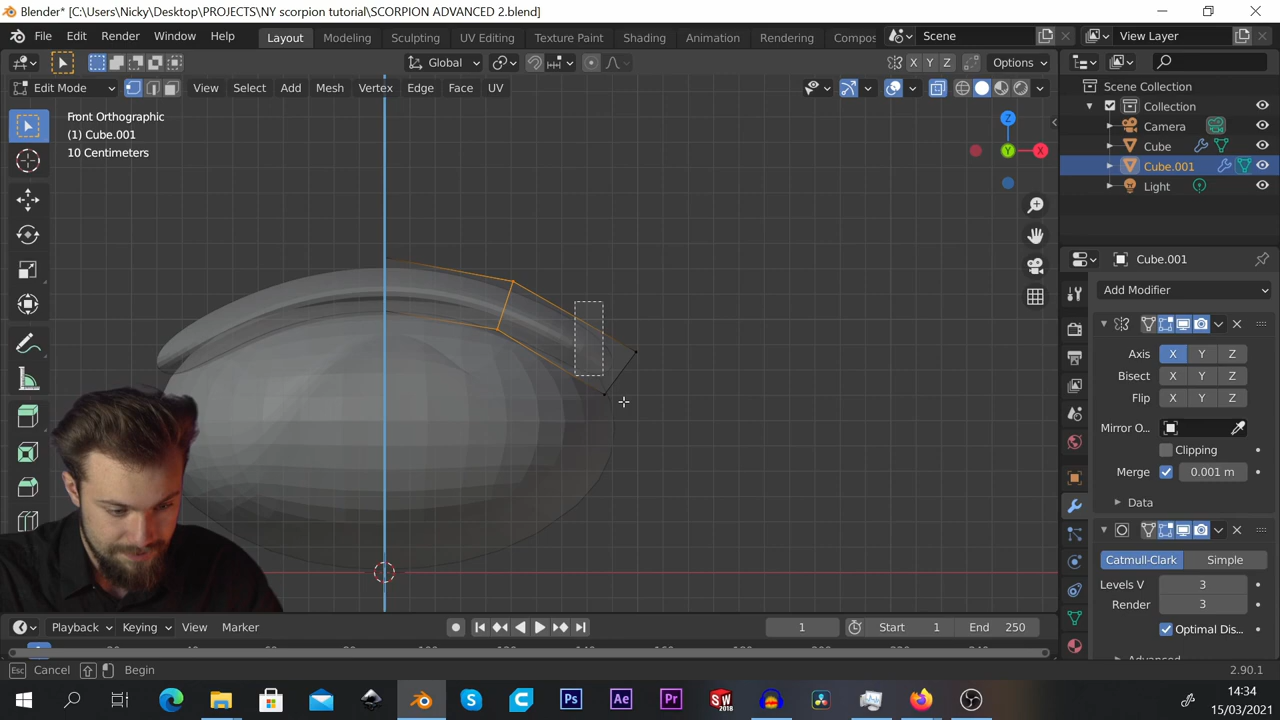 Blender* [C:\Users\Nicky\Desktop\PROJECTS\NY scorpion tutorial\SCORPION ADVANCED 2.blend]
File Edit Render Window Help Layout Modeling Sculpting UV Editing Texture Paint Shading Animation Rendering Compos Scene View Layer
Global X Y Z Options
Edit Mode View Select Add Mesh Vertex Edge Face UV
Scene Collection
Collection
Camera
Cube
Cube.001
Light
Front Orthographic
(1) Cube.001
10 Centimeters
Z
Y
X
Cube.001
Add Modifier
Axis X Y Z
Bisect X Y Z
Flip X Y Z
Mirror O...
Clipping
Merge 0.001 m
Data
Catmull-Clark Simple
Levels V 3
Render 3
Optimal Dis...
Playback Keying View Marker 1 Start 1 End 250
Esc Cancel Begin 2.90.1
Ps Ae Pr SW 2018
14:34
15/03/2021